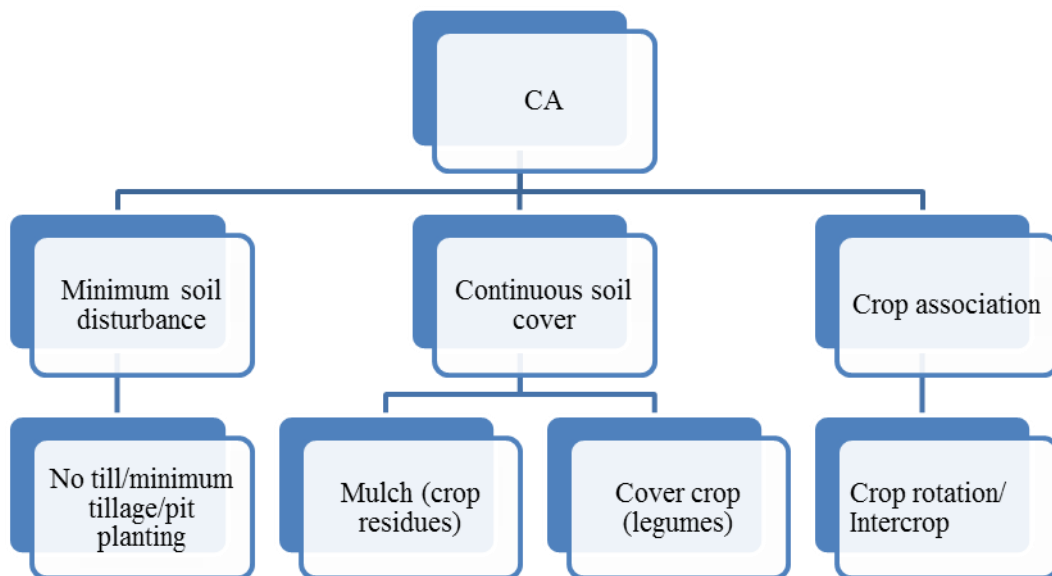 CA
Minimum soil
disturbance
Continuous soil
cover
Crop association
No till/minimum
tillage/pit
planting
Mulch (crop
residues)
Cover crop
(legumes)
Crop rotation/
Intercrop